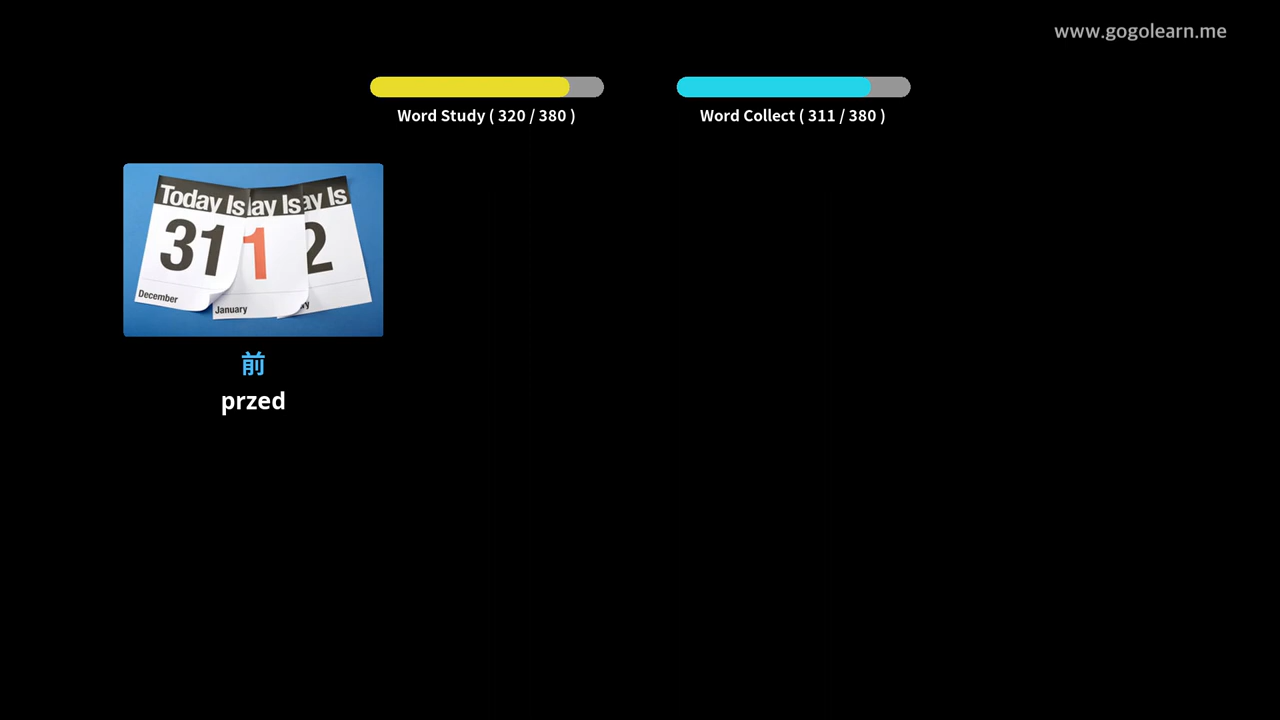 www.gogolearn.me
Word Study ( 320 / 380 )
Word Collect ( 311 / 380 )
Today Is
ay Is
ay Is
31
1
2
December
January
ry
前
przed